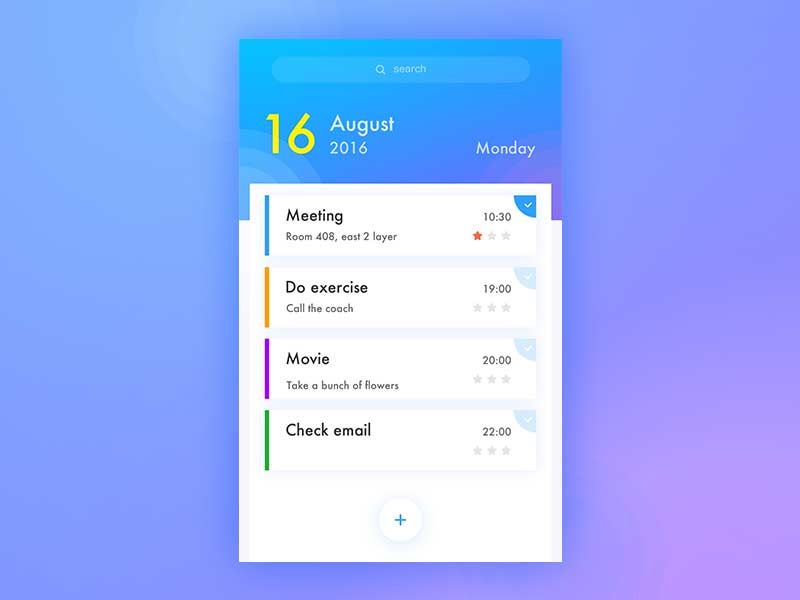 search
16
August
2016
Monday
Meeting
10:30
Room 408, east 2 layer
Do exercise
19:00
Call the coach
Movie
20:00
Take a bunch of flowers
Check email
22:00
+